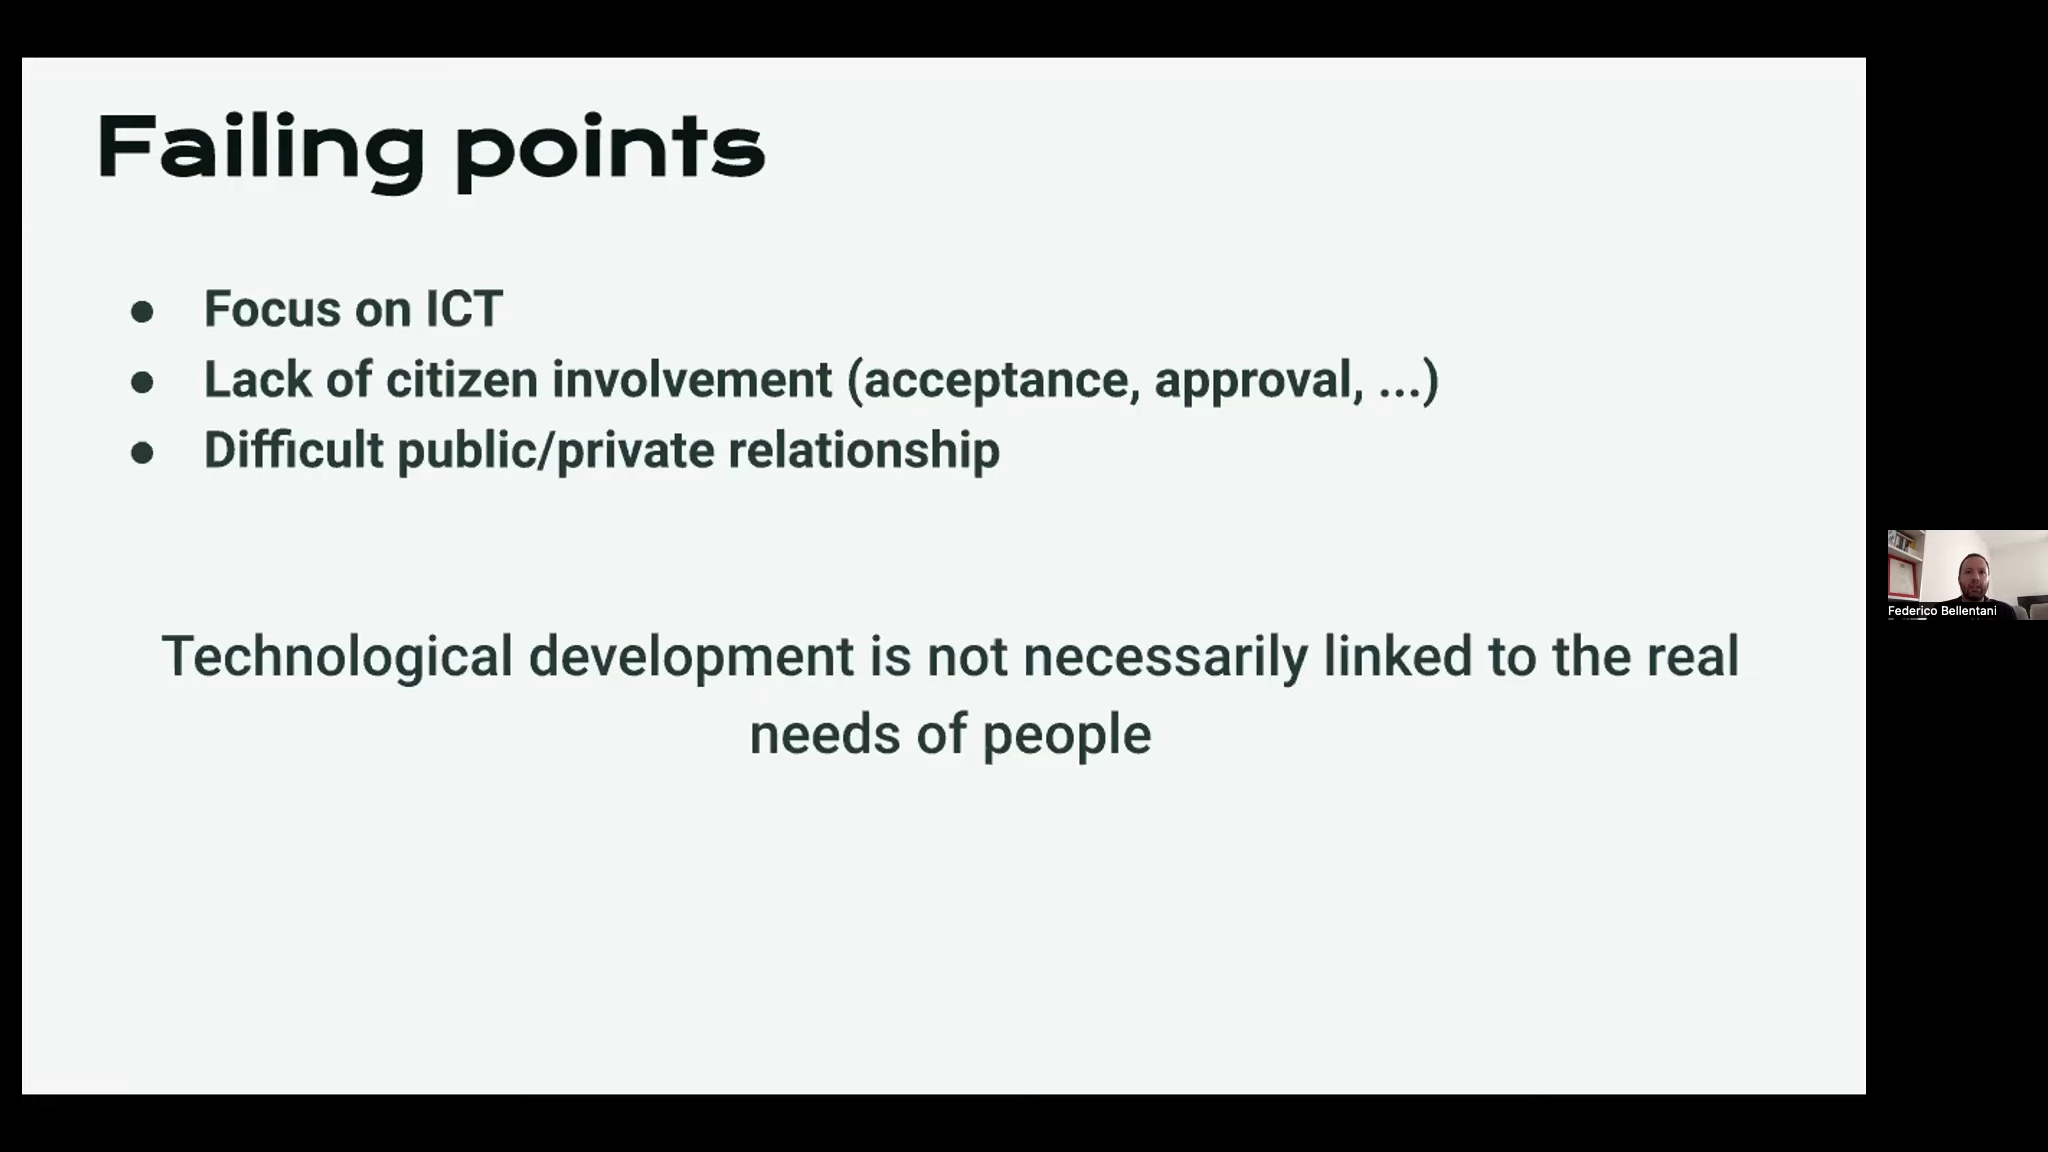 Failing points
● Focus on ICT
● Lack of citizen involvement (acceptance, approval, ...)
● Difficult public/private relationship
Technological development is not necessarily linked to the real
needs of people
Federico Bellentani